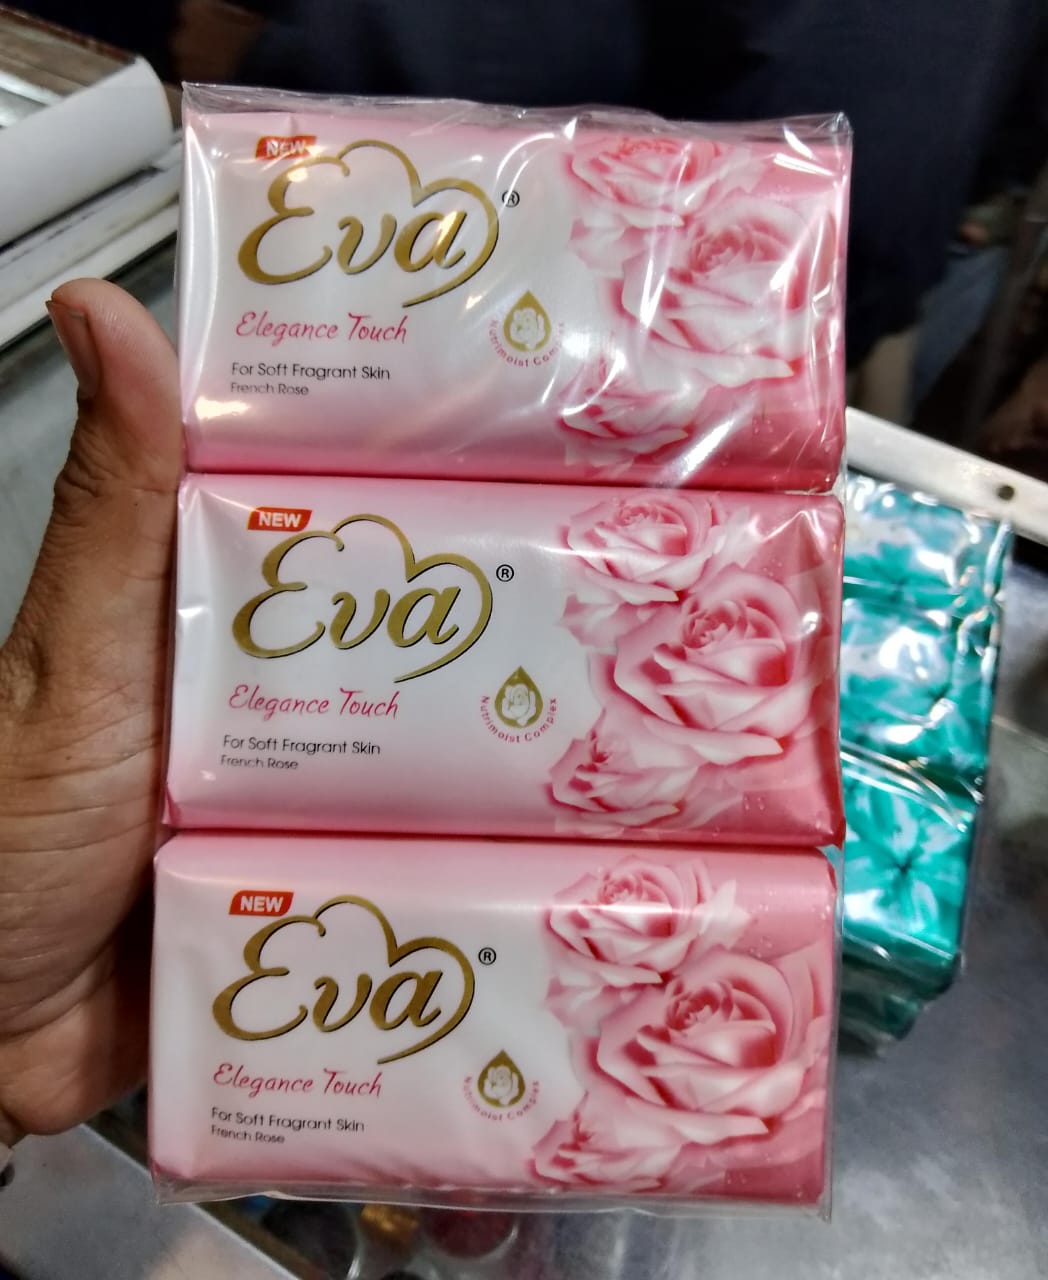 NEW
Eva®
Elegance Touch
Nutrimoist Complex
For Soft Fragrant Skin
French Rose
NEW
Eva®
Elegance Touch
Nutrimoist Complex
For Soft Fragrant Skin
French Rose
NEW
Eva®
Elegance Touch
Nutrimoist Complex
For Soft Fragrant Skin
French Rose